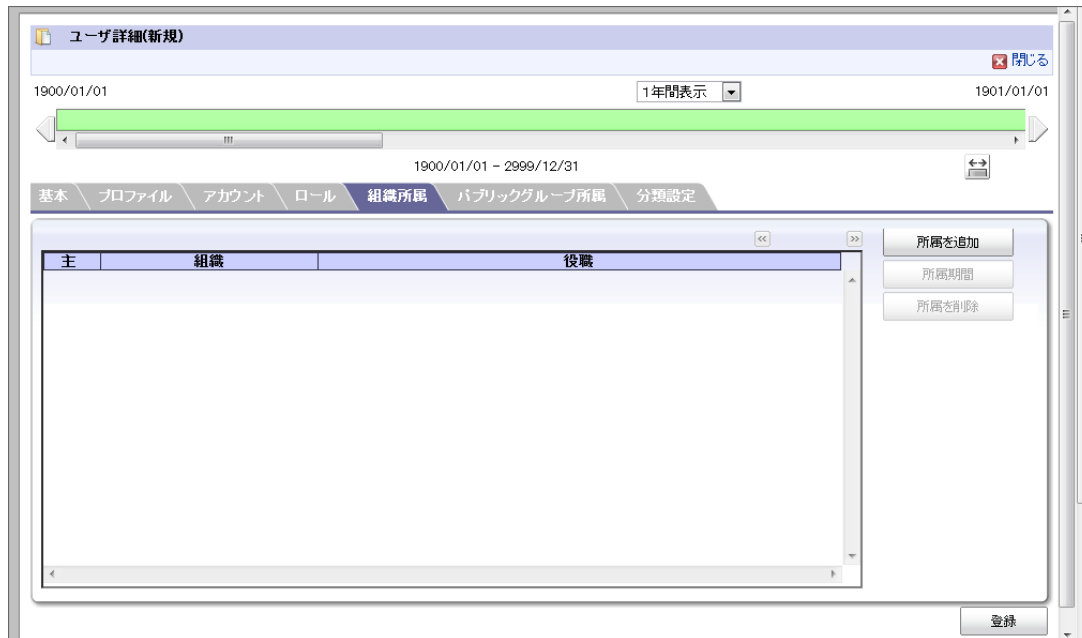 ユーザ詳細(新規)
閉じる
1900/01/01 1年間表示 1901/01/01
1900/01/01 - 2999/12/31
基本 プロファイル アカウント ロール 組織所属 パブリックグループ所属 分類設定
<< >> 所属を追加
主 組織 役職
所属期間
所属を削除
登録